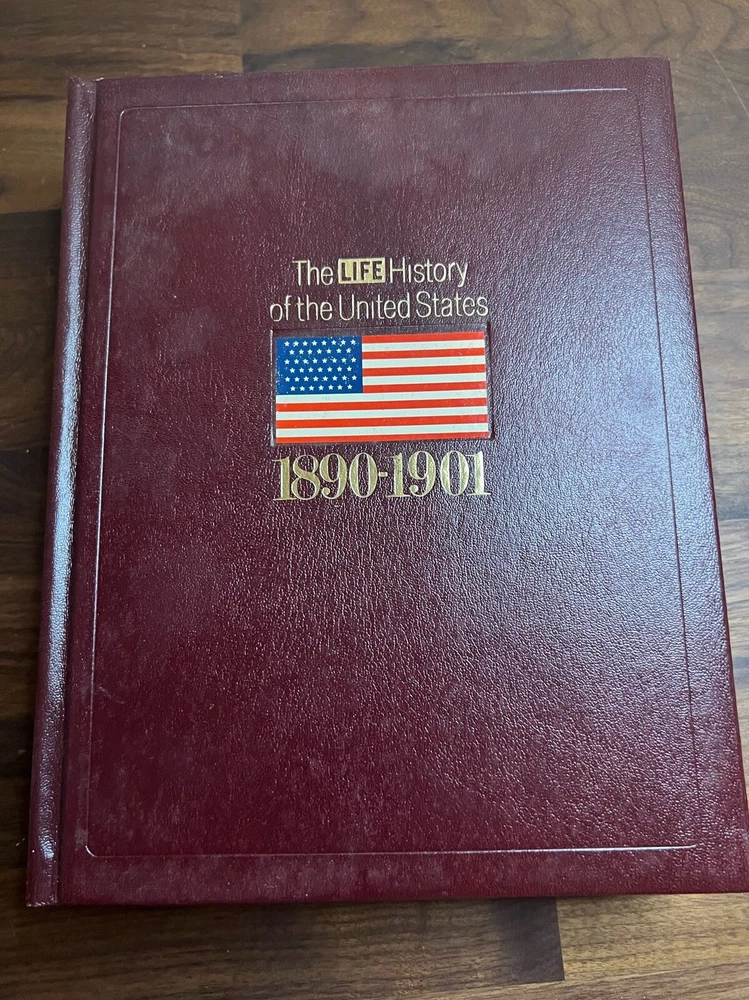 The LIFE History
of the United States
1890-1901